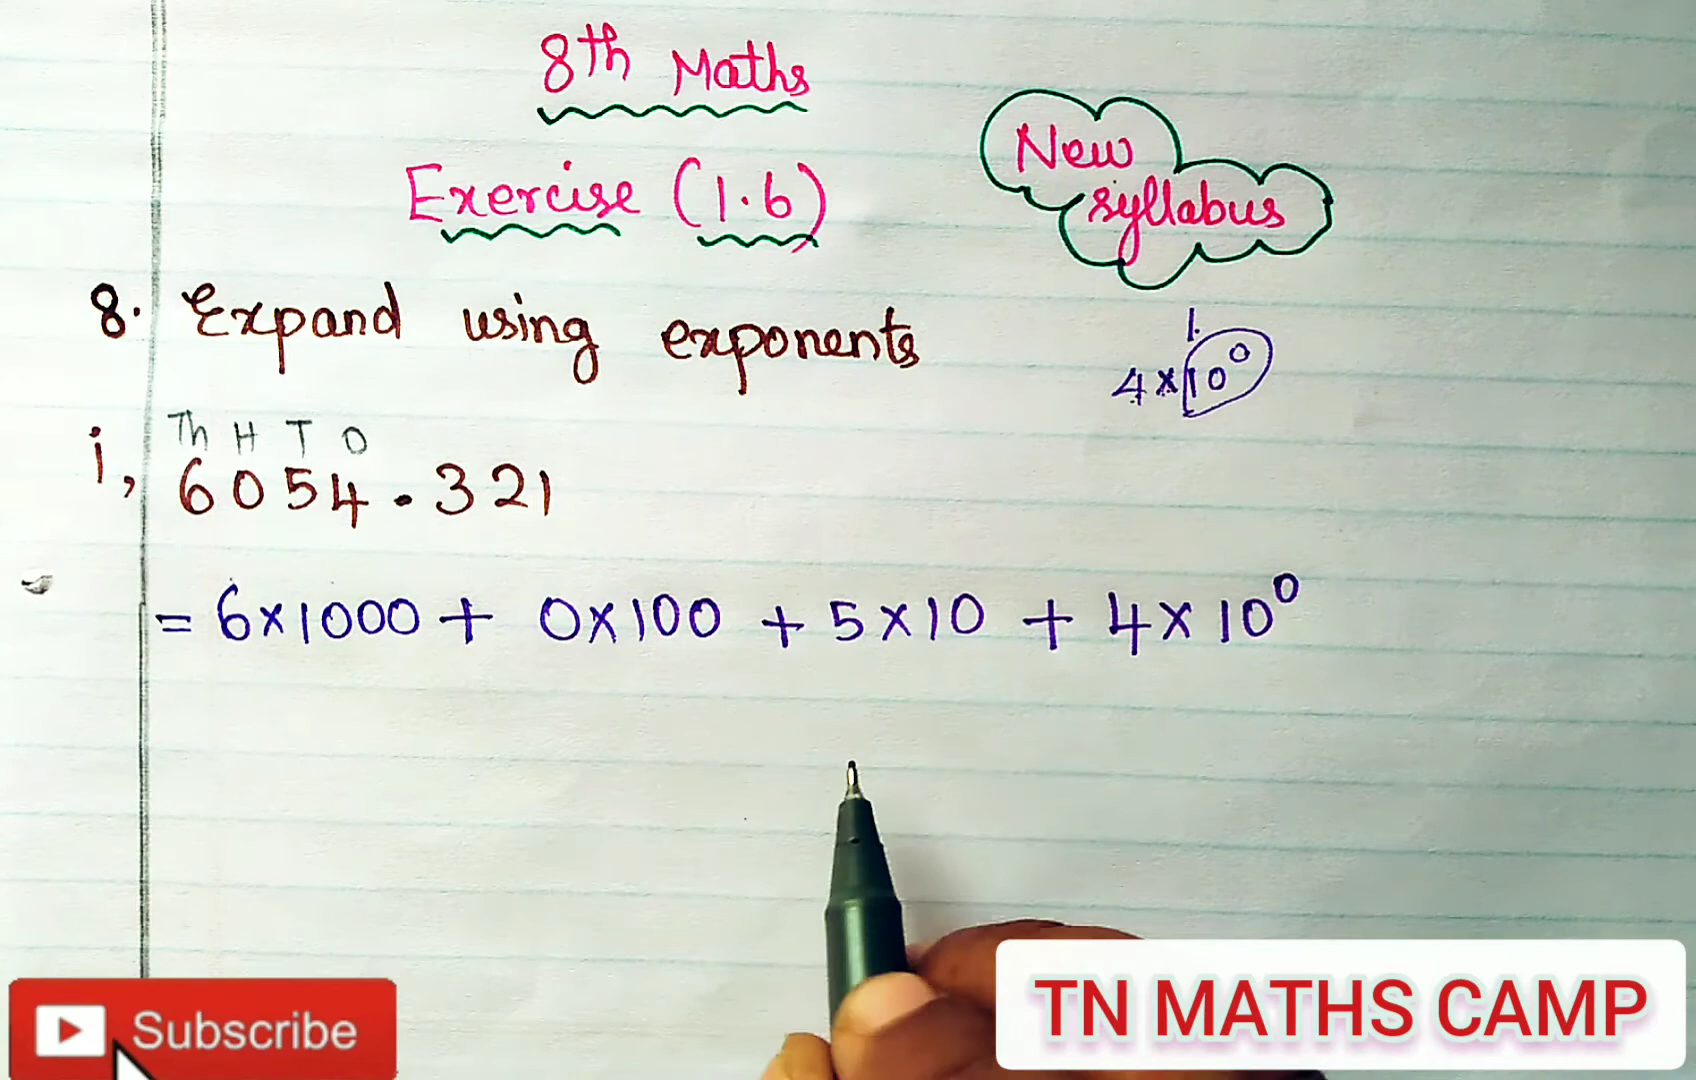 8th Maths
Exercise (1.6)
New
syllabus
8. Expand using exponents
1
4×10⁰
Th H T O
i, 6054.321
= 6×1000 + 0×100 + 5×10 + 4×10⁰
Subscribe
TN MATHS CAMP